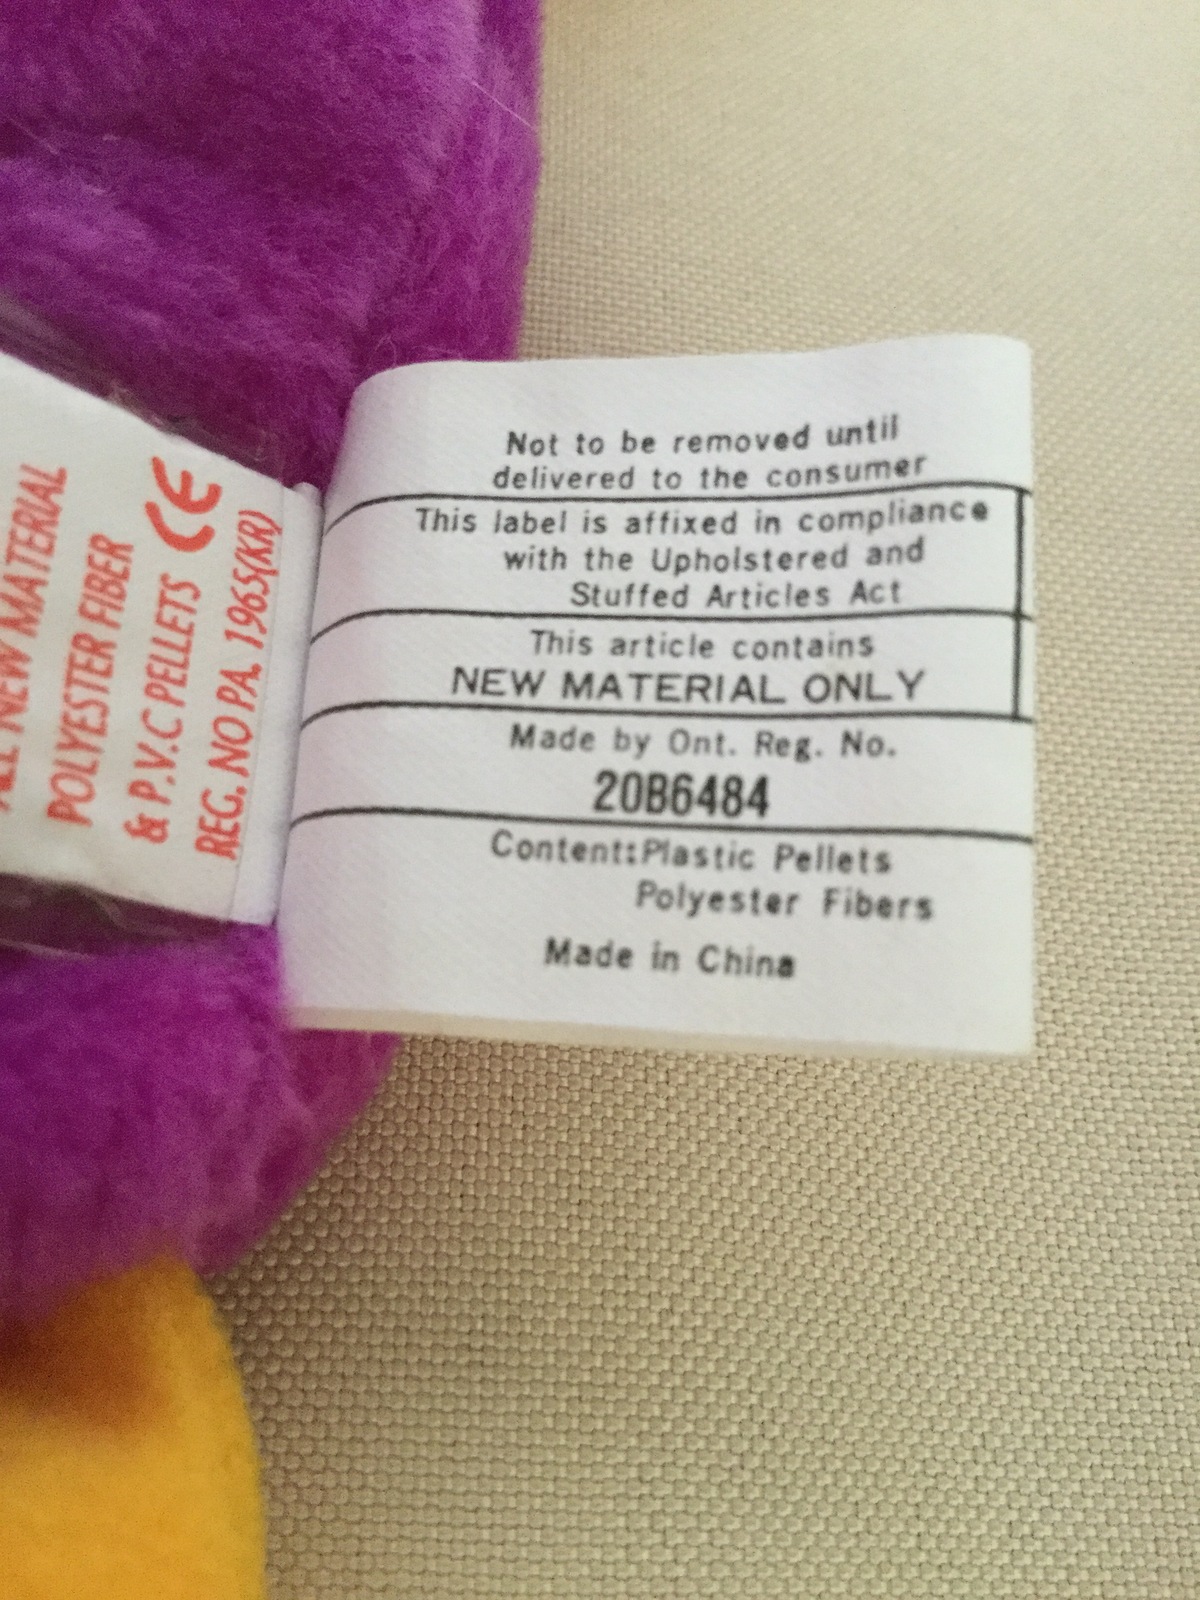 ALL NEW MATERIAL
POLYESTER FIBER
& P.V.C PELLETS CE
REG. NO PA. 1965(KR)
Not to be removed until
delivered to the consumer
This label is affixed in compliance
with the Upholstered and
Stuffed Articles Act
This article contains
NEW MATERIAL ONLY
Made by Ont. Reg. No.
20B6484
Content:Plastic Pellets
Polyester Fibers
Made in China